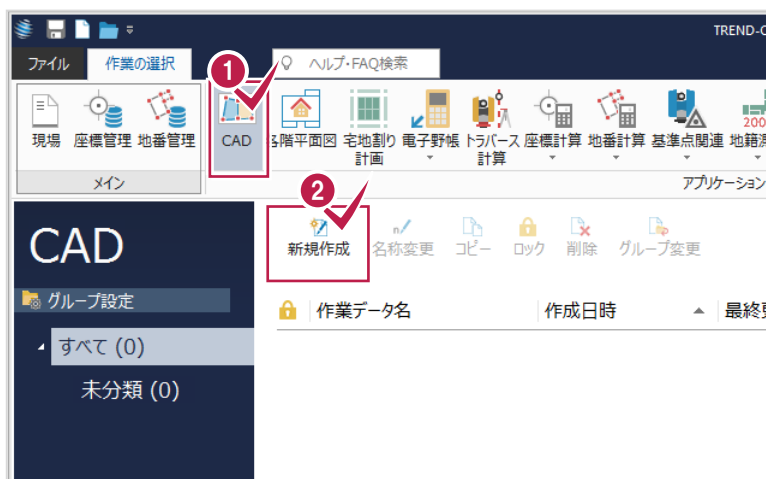 TREND-C
ファイル 作業の選択 ヘルプ・FAQ検索
1
現場 座標管理 地番管理 CAD 各階平面図 宅地割り計画 電子野帳 トラバース計算 座標計算 地番計算 基準点関連 地籍測
200
メイン アプリケーション
2
CAD
新規作成 名称変更 コピー ロック 削除 グループ変更
グループ設定
作業データ名 作成日時 最終更
すべて (0)
未分類 (0)